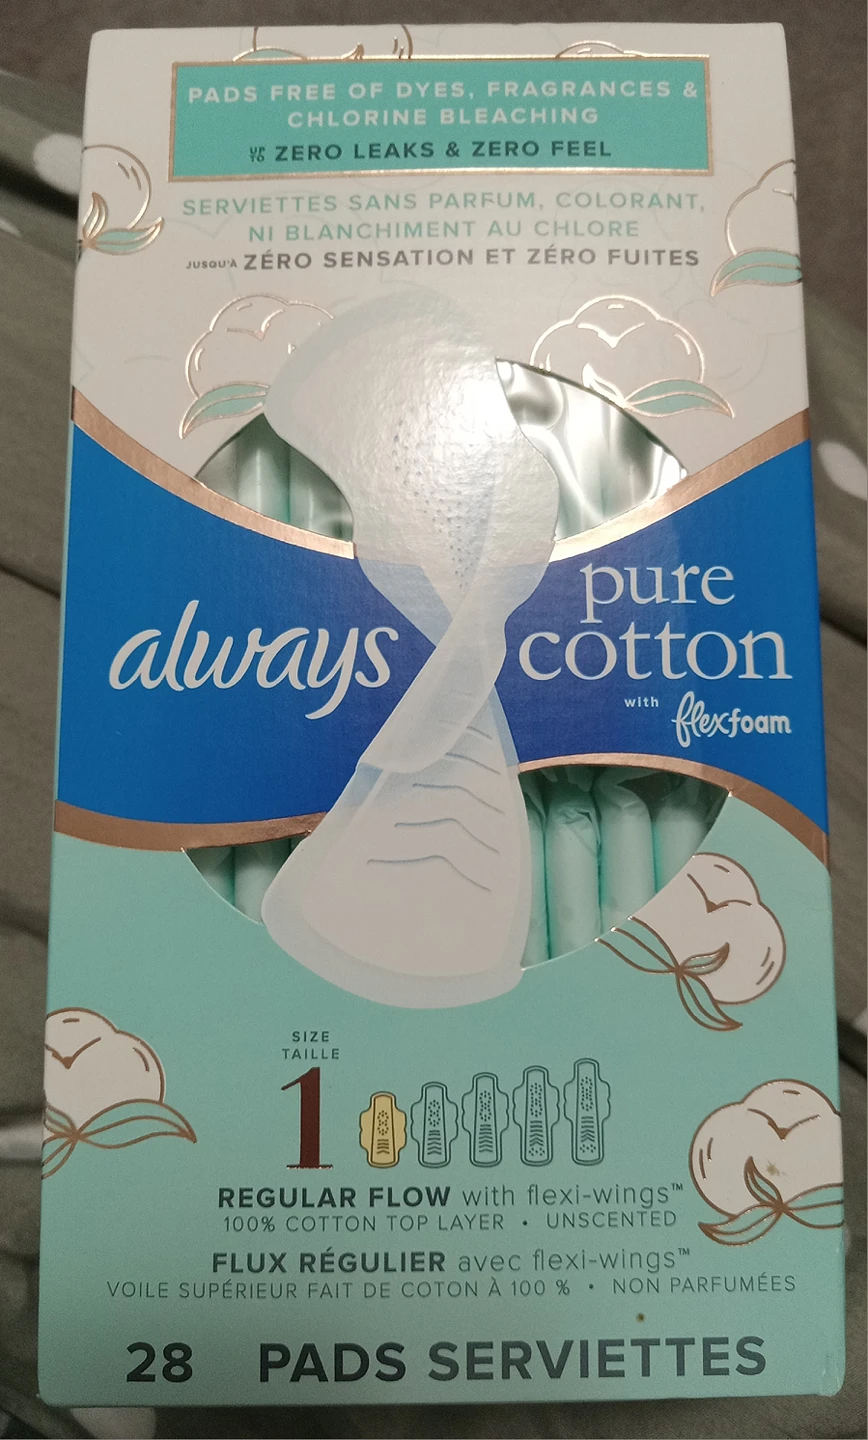 PADS FREE OF DYES, FRAGRANCES &
CHLORINE BLEACHING
UP TO ZERO LEAKS & ZERO FEEL
SERVIETTES SANS PARFUM, COLORANT,
NI BLANCHIMENT AU CHLORE
JUSQU'À ZÉRO SENSATION ET ZÉRO FUITES
always
pure
cotton
with flexfoam
SIZE
TAILLE
1
REGULAR FLOW with flexi-wings™
100% COTTON TOP LAYER • UNSCENTED
FLUX RÉGULIER avec flexi-wings™
VOILE SUPÉRIEUR FAIT DE COTON À 100 % • NON PARFUMÉES
28 PADS SERVIETTES